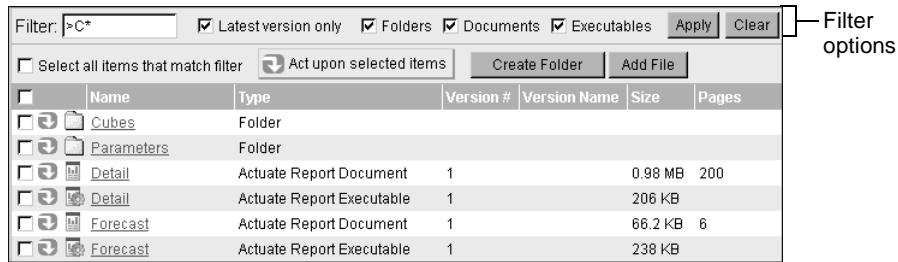 Filter: >C* Latest version only Folders Documents Executables Apply Clear
Filter options
Select all items that match filter Act upon selected items Create Folder Add File
Name Type Version # Version Name Size Pages
Cubes Folder
Parameters Folder
Detail Actuate Report Document 1 0.98 MB 200
Detail Actuate Report Executable 1 206 KB
Forecast Actuate Report Document 1 66.2 KB 6
Forecast Actuate Report Executable 1 238 KB